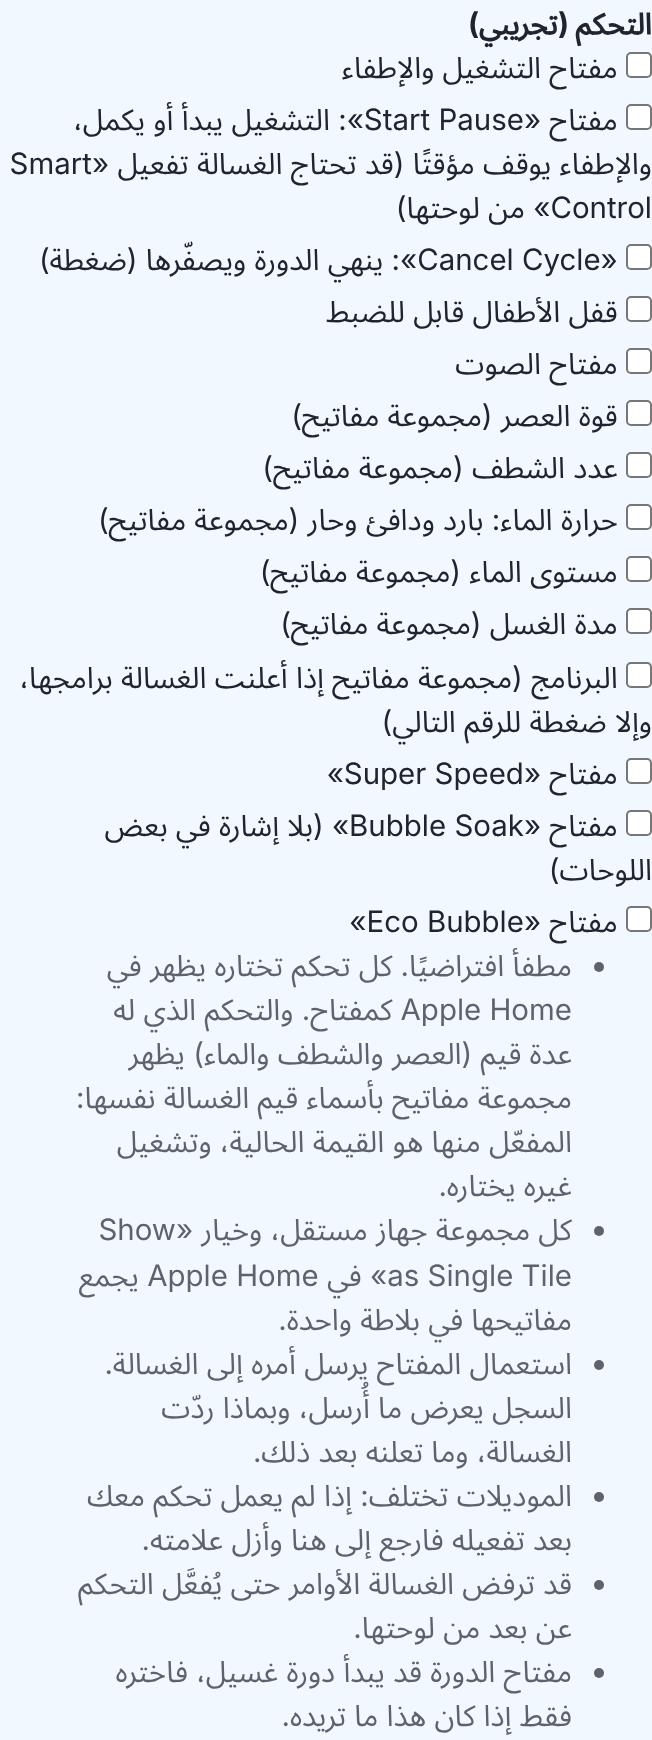 التحكم (تجريبي)
مفتاح التشغيل والإطفاء
مفتاح «Start Pause»: التشغيل يبدأ أو يكمل،
والإطفاء يوقف مؤقتًا (قد تحتاج الغسالة تفعيل «Smart
Control» من لوحتها)
«Cancel Cycle»: ينهي الدورة ويصفّرها (ضغطة)
قفل الأطفال قابل للضبط
مفتاح الصوت
قوة العصر (مجموعة مفاتيح)
عدد الشطف (مجموعة مفاتيح)
حرارة الماء: بارد ودافئ وحار (مجموعة مفاتيح)
مستوى الماء (مجموعة مفاتيح)
مدة الغسل (مجموعة مفاتيح)
البرنامج (مجموعة مفاتيح إذا أعلنت الغسالة برامجها،
وإلا ضغطة للرقم التالي)
مفتاح «Super Speed»
مفتاح «Bubble Soak» (بلا إشارة في بعض
اللوحات)
مفتاح «Eco Bubble»
• مطفأ افتراضيًا. كل تحكم تختاره يظهر في
Apple Home كمفتاح. والتحكم الذي له
عدة قيم (العصر والشطف والماء) يظهر
مجموعة مفاتيح بأسماء قيم الغسالة نفسها:
المفعّل منها هو القيمة الحالية، وتشغيل
غيره يختاره.
• كل مجموعة جهاز مستقل، وخيار «Show
as Single Tile» في Apple Home يجمع
مفاتيحها في بلاطة واحدة.
• استعمال المفتاح يرسل أمره إلى الغسالة.
السجل يعرض ما أُرسل، وبماذا ردّت
الغسالة، وما تعلنه بعد ذلك.
• الموديلات تختلف: إذا لم يعمل تحكم معك
بعد تفعيله فارجع إلى هنا وأزل علامته.
• قد ترفض الغسالة الأوامر حتى يُفعَّل التحكم
عن بعد من لوحتها.
• مفتاح الدورة قد يبدأ دورة غسيل، فاختره
فقط إذا كان هذا ما تريده.